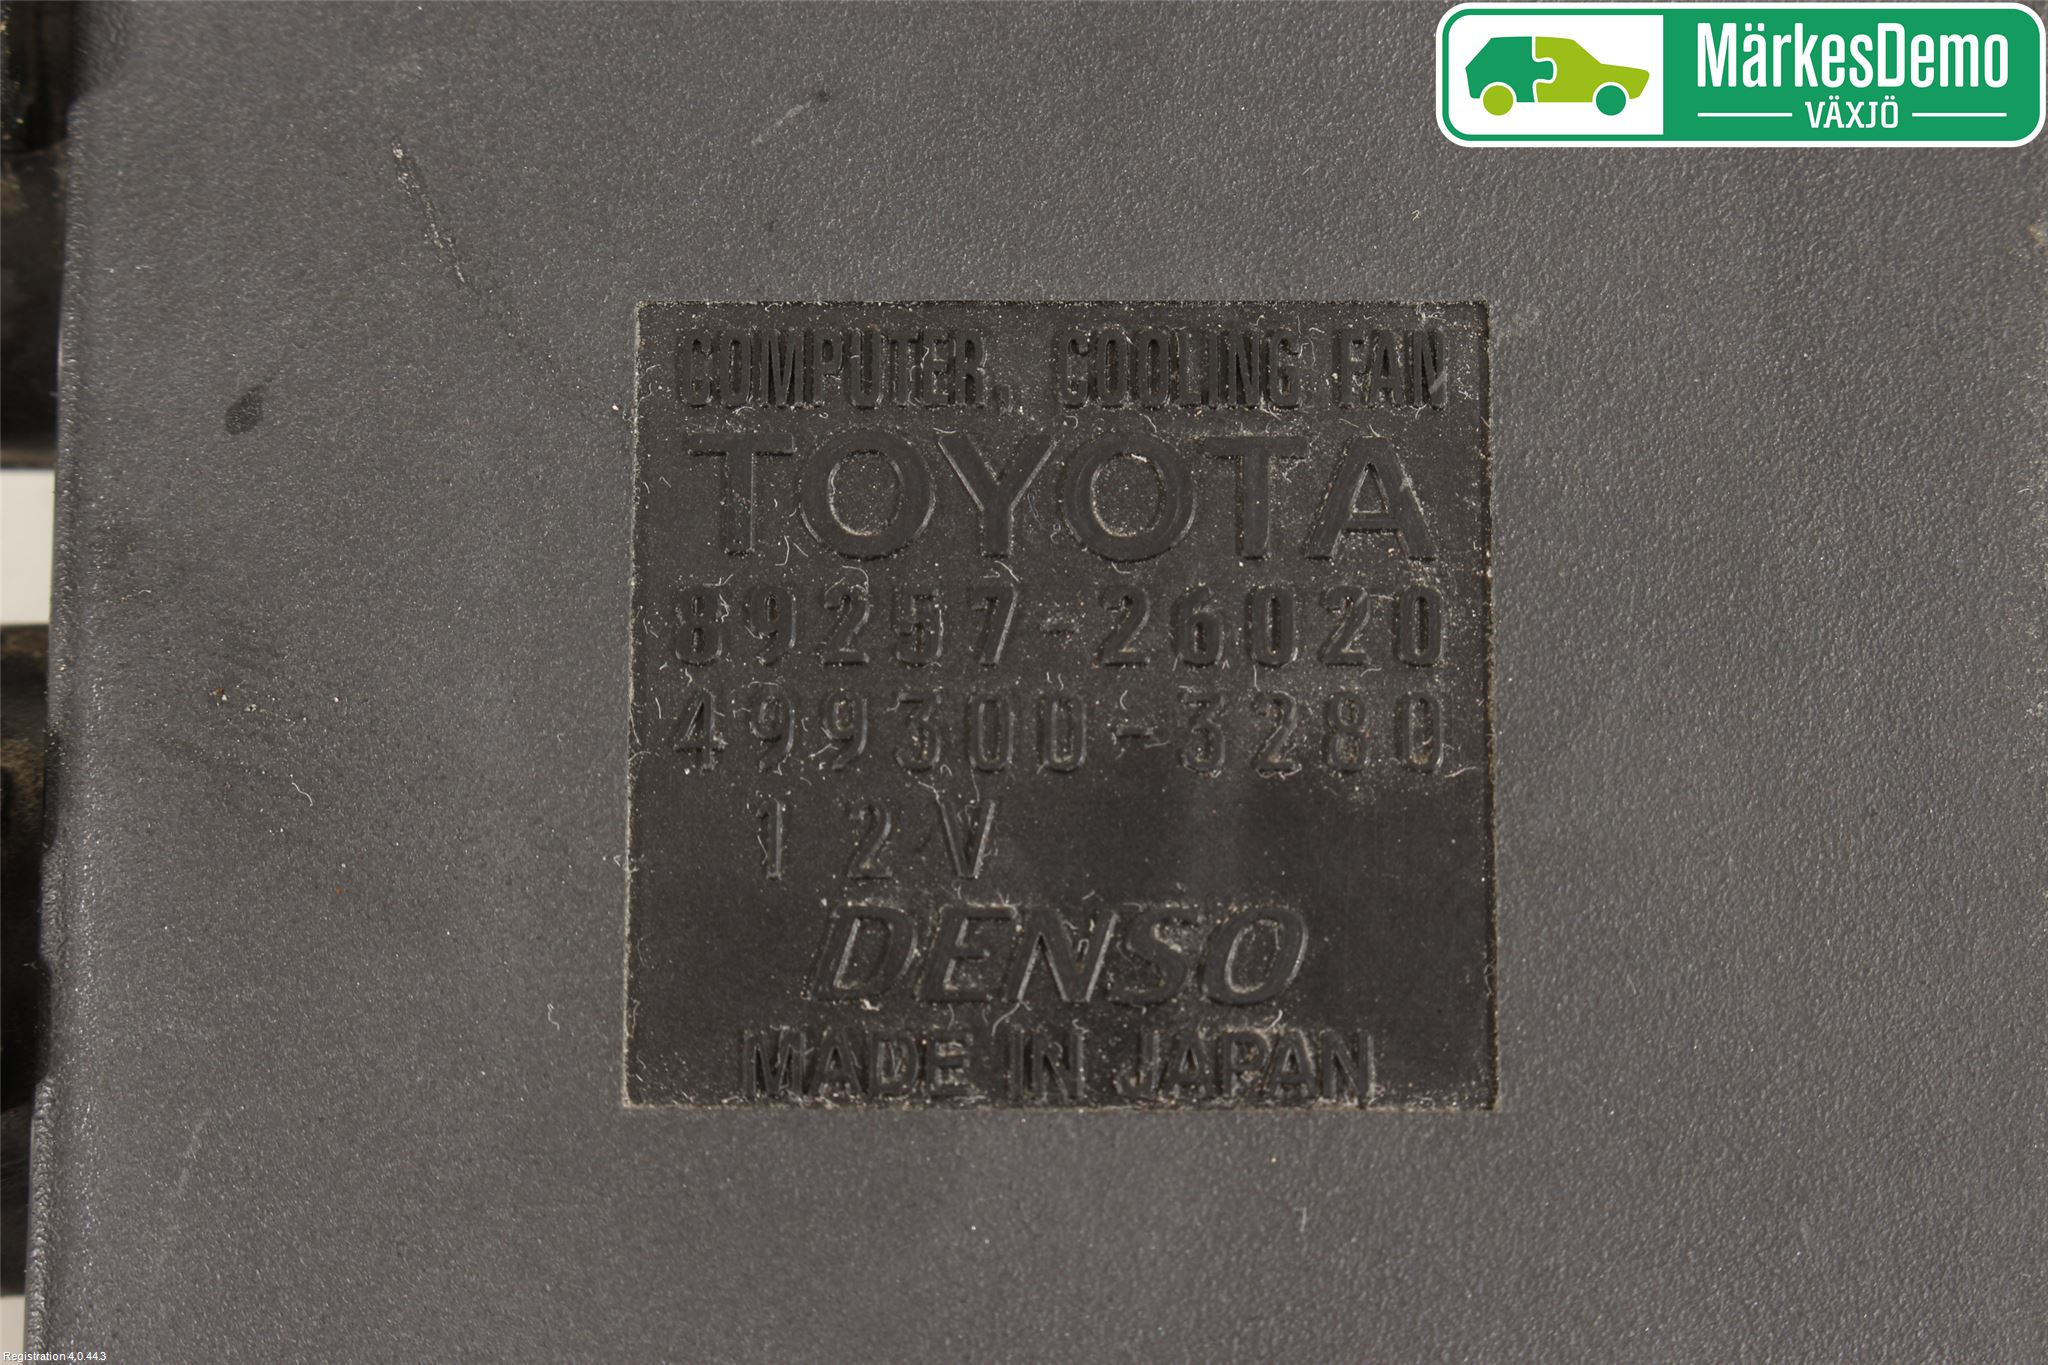 MärkesDemo
VÄXJÖ
COMPUTER, COOLING FAN
TOYOTA
89257-26020
499300-3280
12V
DENSO
MADE IN JAPAN
Registration 4,0.44.3